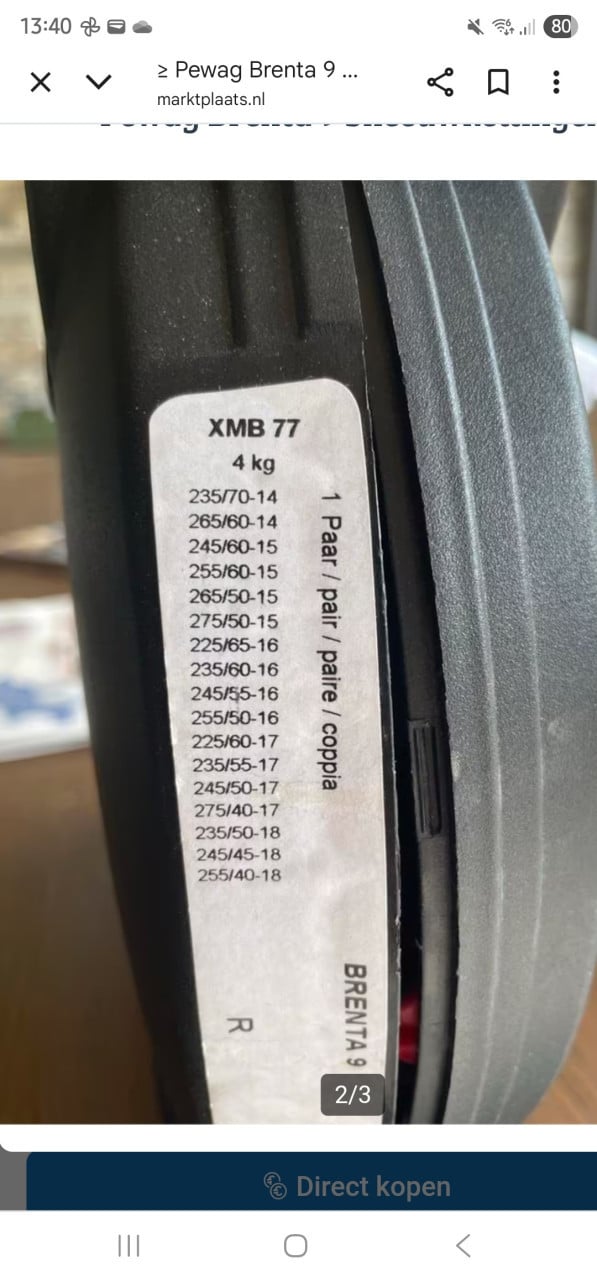 13:40
80
≥ Pewag Brenta 9 ...
marktplaats.nl
XMB 77
4 kg
235/70-14
265/60-14
245/60-15
255/60-15
265/50-15
275/50-15
225/65-16
235/60-16
245/55-16
255/50-16
225/60-17
235/55-17
245/50-17
275/40-17
235/50-18
245/45-18
255/40-18
1 Paar / pair / paire / coppia
BRENTA 9
R
2/3
Direct kopen